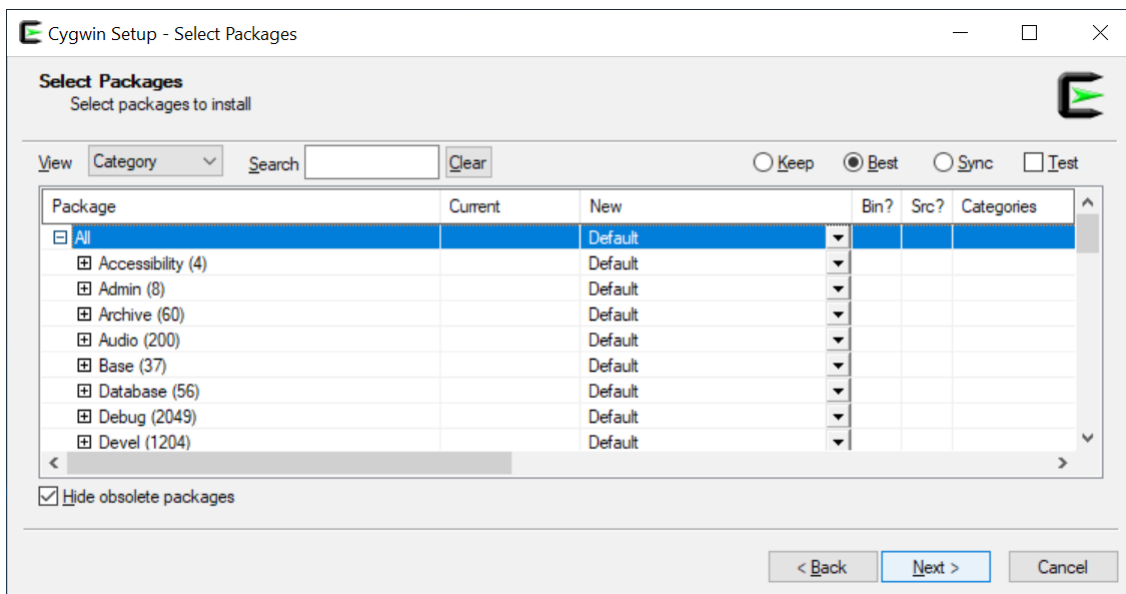 Cygwin Setup - Select Packages
Select Packages
Select packages to install
View Category Search Clear Keep Best Sync Test
Package Current New Bin? Src? Categories
All Default
Accessibility (4) Default
Admin (8) Default
Archive (60) Default
Audio (200) Default
Base (37) Default
Database (56) Default
Debug (2049) Default
Devel (1204) Default
Hide obsolete packages
< Back Next > Cancel